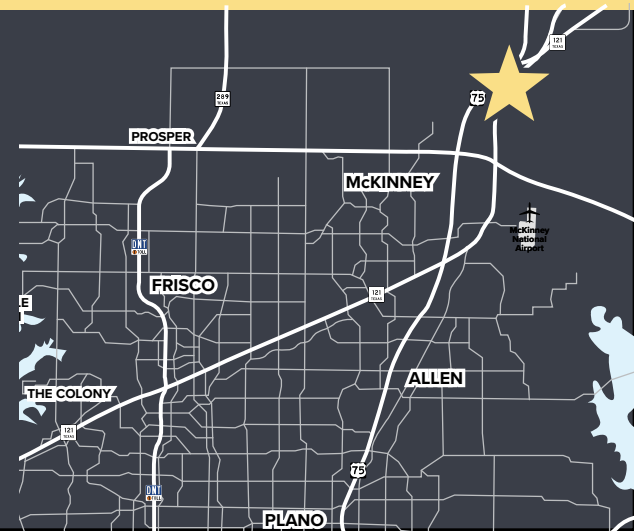 121
TEXAS
75
289
TEXAS
PROSPER
McKINNEY
McKinney
National
Airport
DNT
TOLL
FRISCO
121
TEXAS
LE
ALLEN
THE COLONY
121
TEXAS
75
DNT
TOLL
PLANO